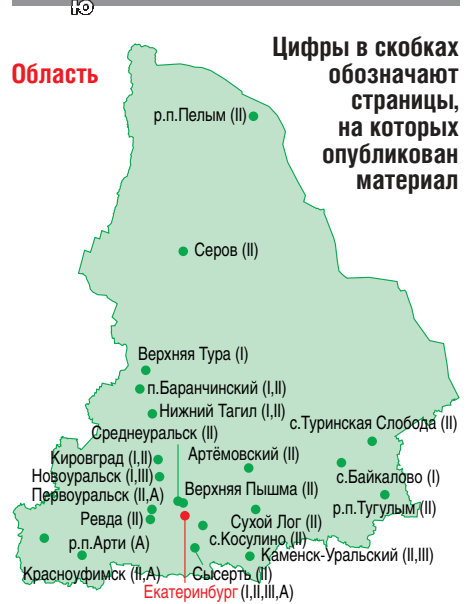 Ю
Область
Цифры в скобках
обозначают
страницы,
на которых
опубликован
материал
р.п.Пелым (II)
Серов (II)
Верхняя Тура (I)
п.Баранчинский (I,II)
Нижний Тагил (I,II)
с.Туринская Слобода (II)
Среднеуральск (II)
Кировград (I,II)
Артёмовский (II)
Новоуральск (I,III)
с.Байкалово (I)
Первоуральск (II,A)
Верхняя Пышма (II)
р.п.Тугулым (II)
Ревда (II)
Сухой Лог (II)
с.Косулино (II)
р.п.Арти (A)
Каменск-Уральский (II,III)
Красноуфимск (II,A)
Сысерть (II)
Екатеринбург (I,II,III,A)